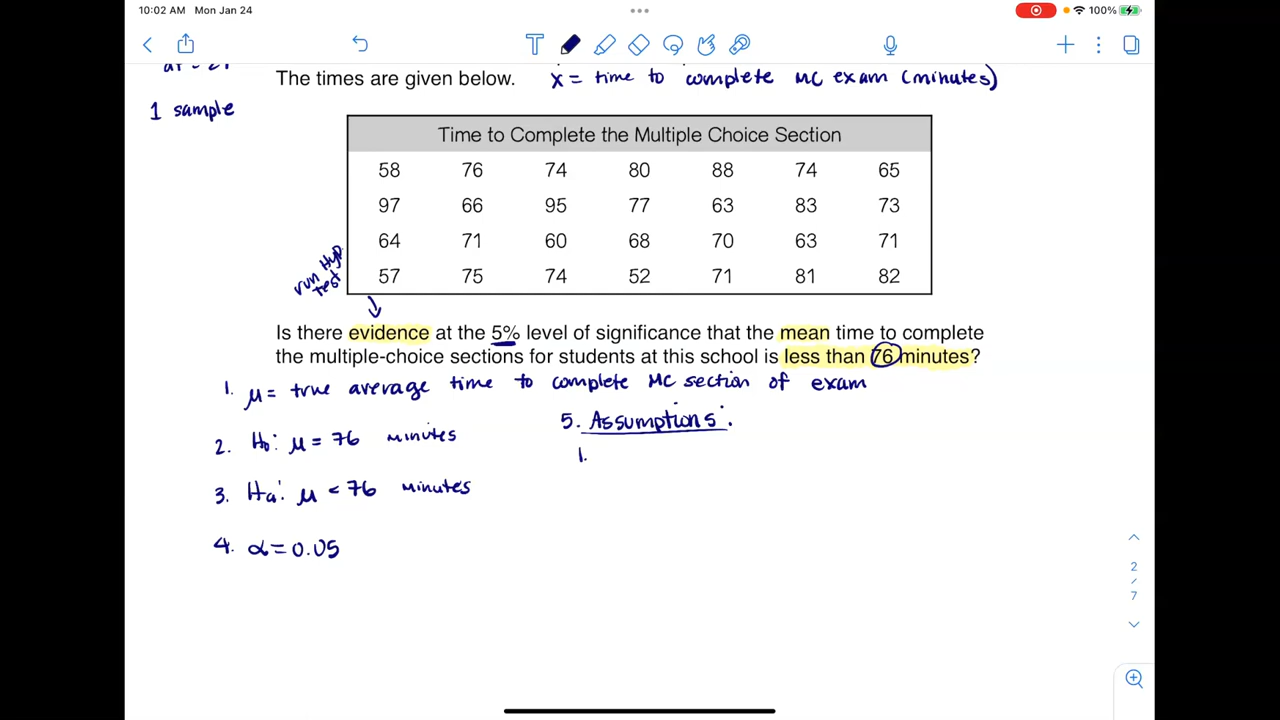 10:02 AM Mon Jan 24
100%
T
The times are given below. x = time to complete MC exam (minutes)
1 sample
Time to Complete the Multiple Choice Section
58 76 74 80 88 74 65
97 66 95 77 63 83 73
64 71 60 68 70 63 71
57 75 74 52 71 81 82
run Hyp.
test
Is there evidence at the 5% level of significance that the mean time to complete
the multiple-choice sections for students at this school is less than 76 minutes?
1. μ = true average time to complete MC section of exam
2. H₀: μ = 76 minutes
3. Hₐ: μ < 76 minutes
4. α = 0.05
5. Assumptions:
1.
2
/
7